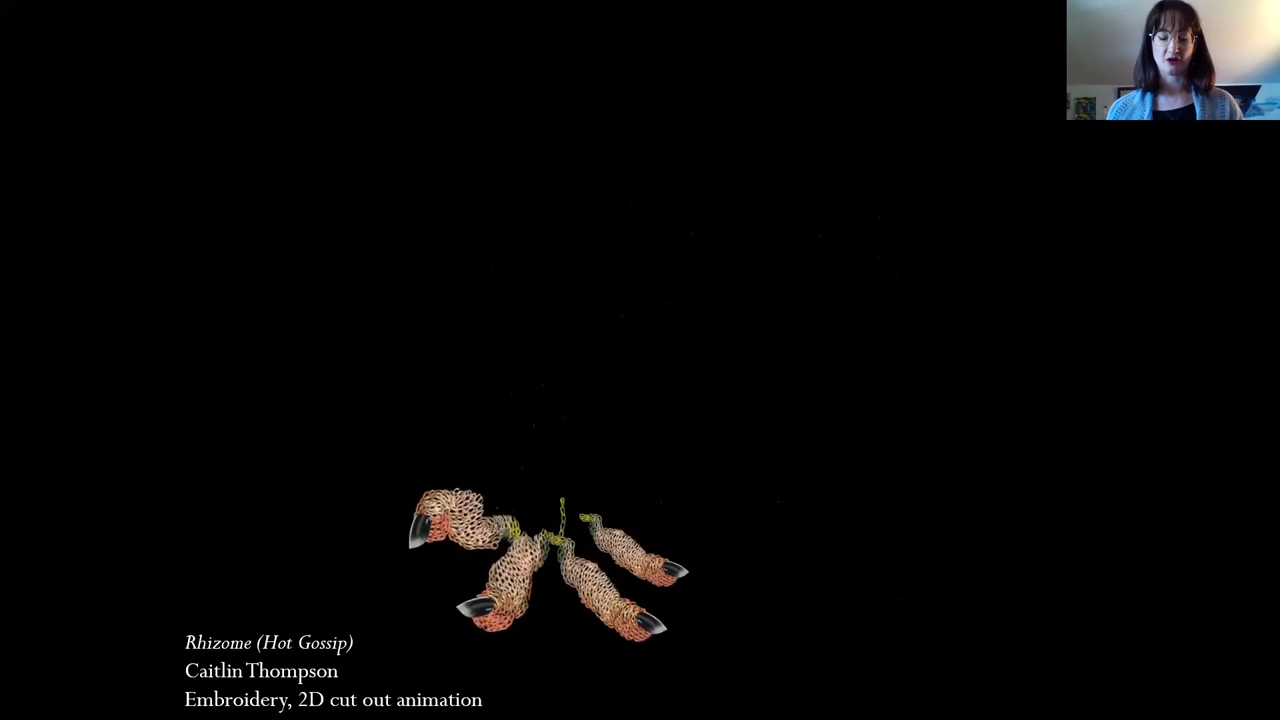 Rhizome (Hot Gossip)
Caitlin Thompson
Embroidery, 2D cut out animation